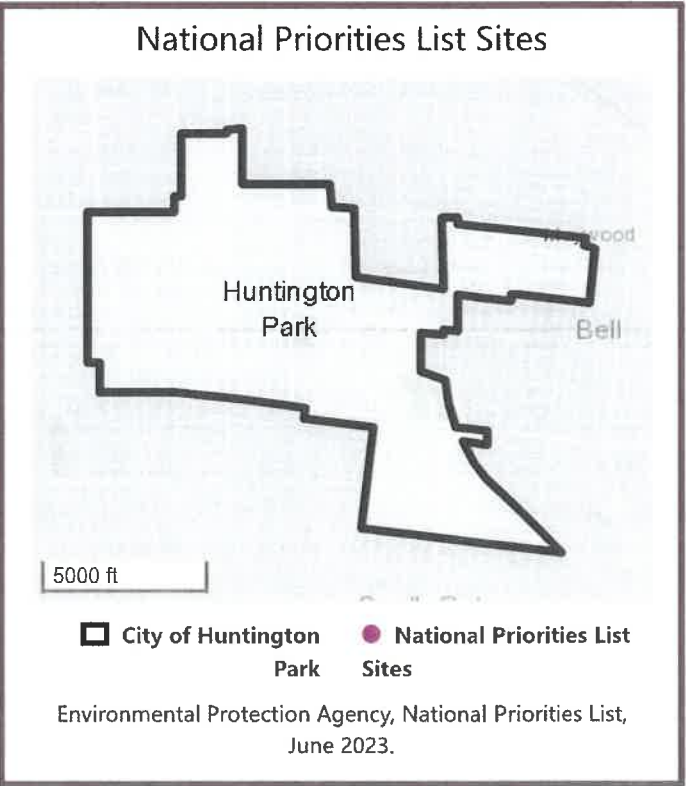 National Priorities List Sites
Huntington
Park
Bell
5000 ft
City of Huntington
Park
National Priorities List
Sites
Environmental Protection Agency, National Priorities List,
June 2023.